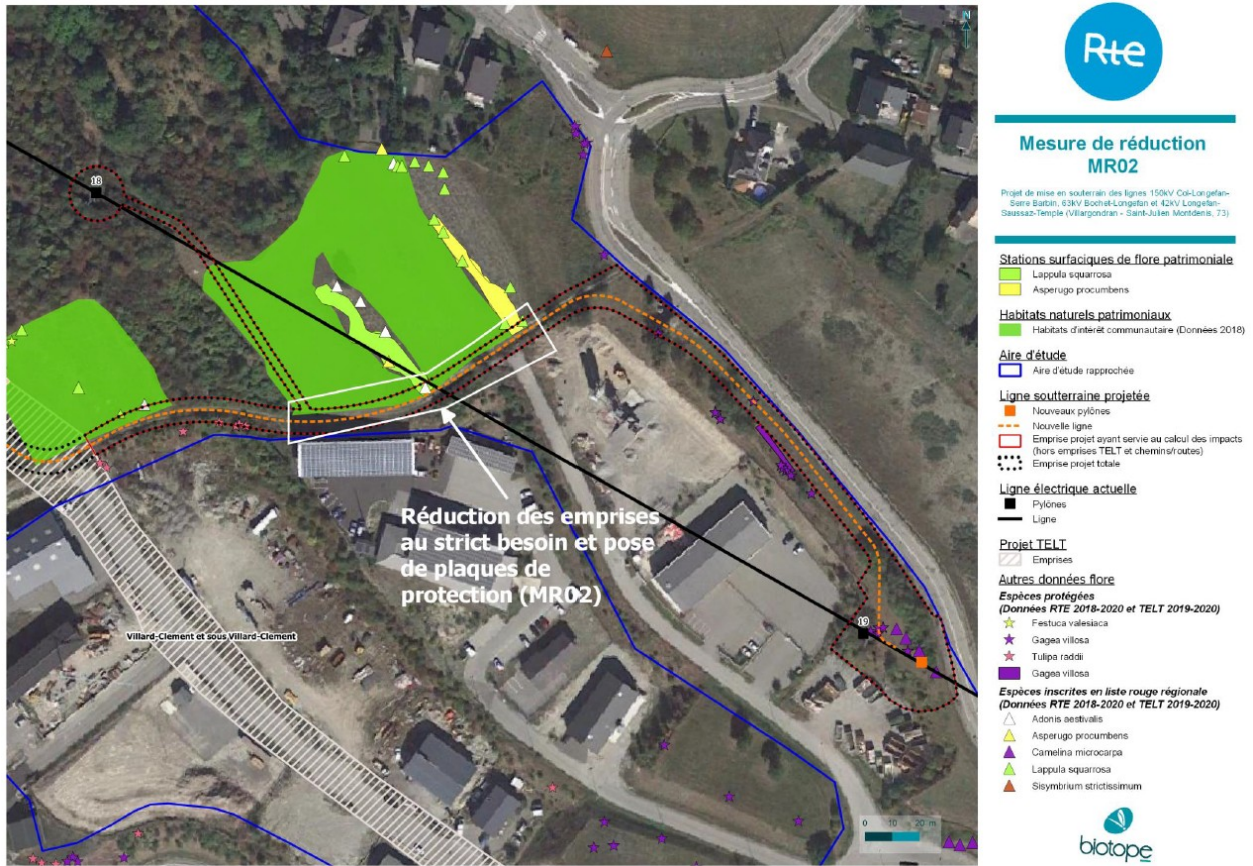 N
18
Réduction des emprises
au strict besoin et pose
de plaques de
protection (MR02)
Villard-Clement et sous Villard-Clement
19
0 10 20 m
Rte
Mesure de réduction
MR02
Projet de mise en souterrain des lignes 150kV Col-Longefan-
Serre Barbin, 63kV Bochet-Longefan et 42kV Longefan-
Saussaz-Temple (Villargondran - Saint-Julien Montdenis, 73)
Stations surfaciques de flore patrimoniale
Lappula squarrosa
Asperugo procumbens
Habitats naturels patrimoniaux
Habitats d'intérêt communautaire (Données 2018)
Aire d'étude
Aire d'étude rapprochée
Ligne souterraine projetée
Nouveaux pylônes
Nouvelle ligne
Emprise projet ayant servie au calcul des impacts
(hors emprises TELT et chemins/routes)
Emprise projet totale
Ligne électrique actuelle
Pylônes
Ligne
Projet TELT
Emprises
Autres données flore
Espèces protégées
(Données RTE 2018-2020 et TELT 2019-2020)
Festuca valesiaca
Gagea villosa
Tulipa raddii
Gagea villosa
Espèces inscrites en liste rouge régionale
(Données RTE 2018-2020 et TELT 2019-2020)
Adonis aestivalis
Asperugo procumbens
Camelina microcarpa
Lappula squarrosa
Sisymbrium strictissimum
biotope